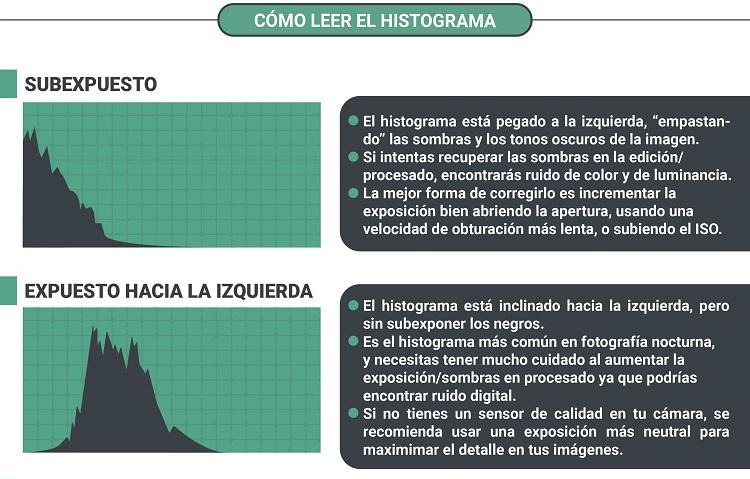 CÓMO LEER EL HISTOGRAMA
SUBEXPUESTO
El histograma está pegado a la izquierda, “empastan-
do” las sombras y los tonos oscuros de la imagen.
Si intentas recuperar las sombras en la edición/
procesado, encontrarás ruido de color y de luminancia.
La mejor forma de corregirlo es incrementar la
exposición bien abriendo la apertura, usando una
velocidad de obturación más lenta, o subiendo el ISO.
EXPUESTO HACIA LA IZQUIERDA
El histograma está inclinado hacia la izquierda, pero
sin subexponer los negros.
Es el histograma más común en fotografía nocturna,
y necesitas tener mucho cuidado al aumentar la
exposición/sombras en procesado ya que podrías
encontrar ruido digital.
Si no tienes un sensor de calidad en tu cámara, se
recomienda usar una exposición más neutral para
maximimar el detalle en tus imágenes.